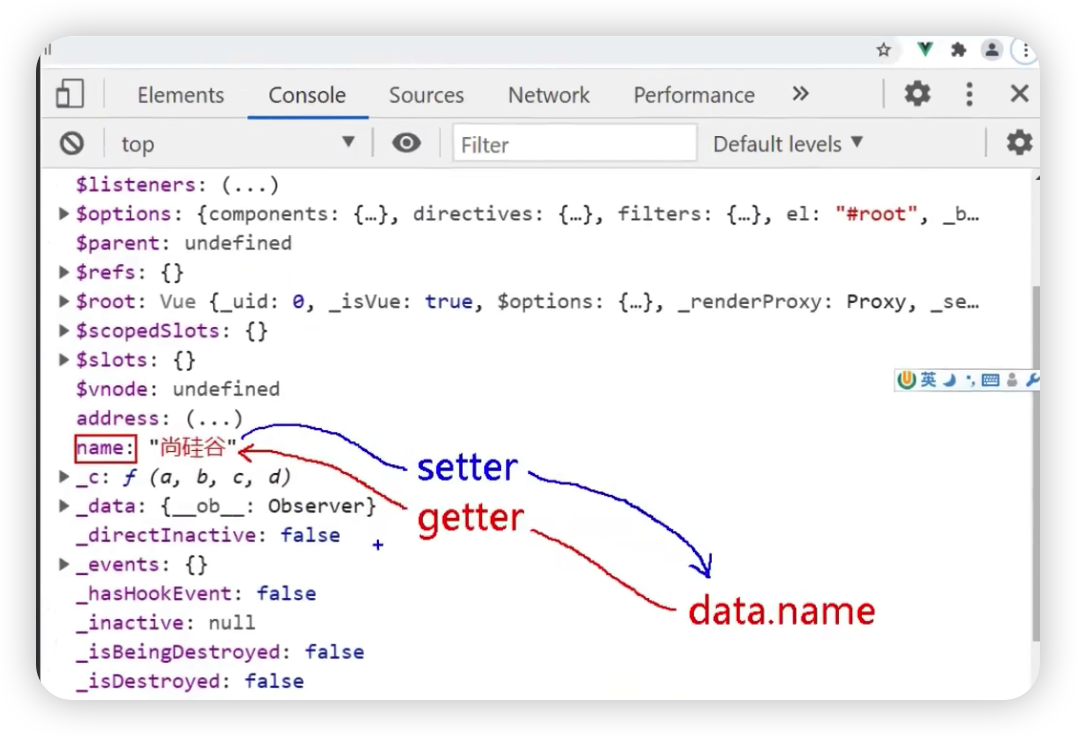 Elements Console Sources Network Performance »
top ▼ Filter Default levels ▼
$listeners: (...)
▶ $options: {components: {…}, directives: {…}, filters: {…}, el: "#root", _b…
$parent: undefined
▶ $refs: {}
▶ $root: Vue {_uid: 0, _isVue: true, $options: {…}, _renderProxy: Proxy, _se…
▶ $scopedSlots: {}
▶ $slots: {}
$vnode: undefined
英
address: (...)
name: "尚硅谷"
setter
▶ _c: ƒ (a, b, c, d)
▶ _data: {__ob__: Observer}
getter
_directInactive: false
▶ _events: {}
_hasHookEvent: false
data.name
_inactive: null
_isBeingDestroyed: false
_isDestroyed: false